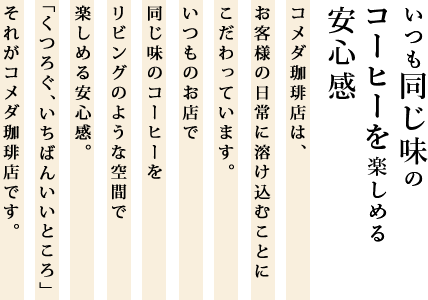 いつも同じ味の
コーヒーを楽しめる
安心感
コメダ珈琲店は、
お客様の日常に溶け込むことに
こだわっています。
いつものお店で
同じ味のコーヒーを
リビングのような空間で
楽しめる安心感。
「くつろぐ、いちばんいいところ」
それがコメダ珈琲店です。